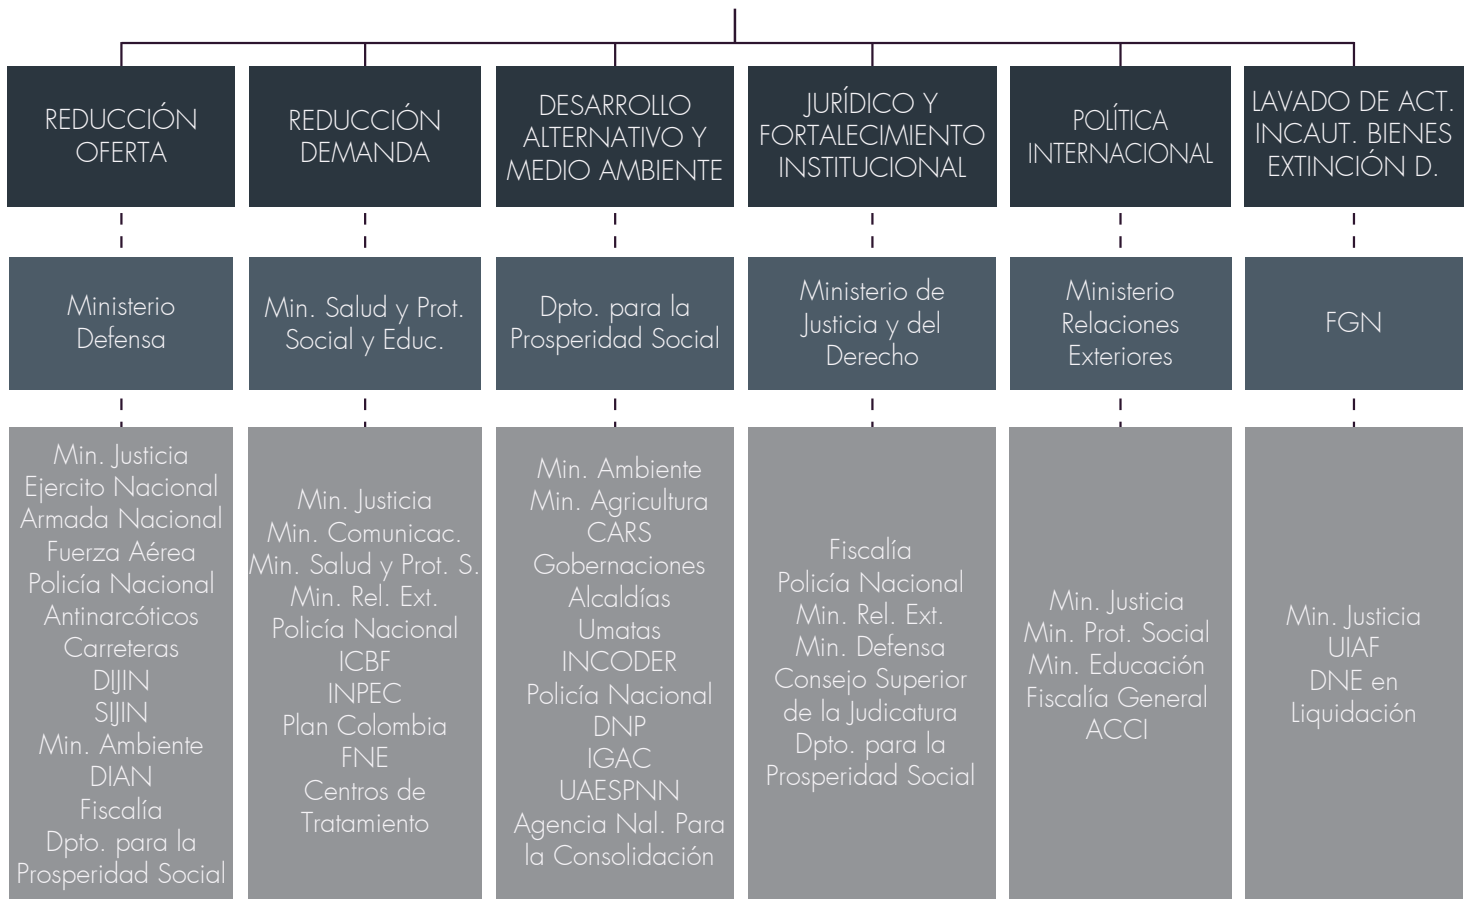 REDUCCIÓN
OFERTA
REDUCCIÓN
DEMANDA
DESARROLLO
ALTERNATIVO Y
MEDIO AMBIENTE
JURÍDICO Y
FORTALECIMIENTO
INSTITUCIONAL
POLÍTICA
INTERNACIONAL
LAVADO DE ACT.
INCAUT. BIENES
EXTINCIÓN D.
Ministerio
Defensa
Min. Salud y Prot.
Social y Educ.
Dpto. para la
Prosperidad Social
Ministerio de
Justicia y del
Derecho
Ministerio
Relaciones
Exteriores
FGN
Min. Justicia
Ejercito Nacional
Armada Nacional
Fuerza Aérea
Policía Nacional
Antinarcóticos
Carreteras
DIJIN
SIJIN
Min. Ambiente
DIAN
Fiscalía
Dpto. para la
Prosperidad Social
Min. Justicia
Min. Comunicac.
Min. Salud y Prot. S.
Min. Rel. Ext.
Policía Nacional
ICBF
INPEC
Plan Colombia
FNE
Centros de
Tratamiento
Min. Ambiente
Min. Agricultura
CARS
Gobernaciones
Alcaldías
Umatas
INCODER
Policía Nacional
DNP
IGAC
UAESPNN
Agencia Nal. Para
la Consolidación
Fiscalía
Policía Nacional
Min. Rel. Ext.
Min. Defensa
Consejo Superior
de la Judicatura
Dpto. para la
Prosperidad Social
Min. Justicia
Min. Prot. Social
Min. Educación
Fiscalía General
ACCI
Min. Justicia
UIAF
DNE en
Liquidación